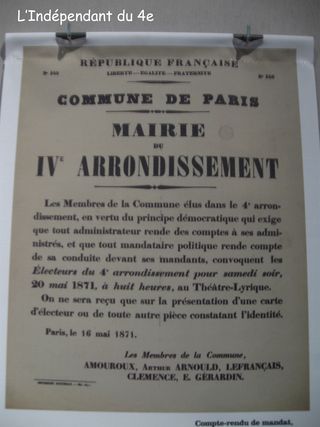 L'Indépendant du 4e
RÉPUBLIQUE FRANÇAISE
LIBERTÉ—EGALITÉ—FRATERNITÉ
COMMUNE DE PARIS
MAIRIE
DU
IVE ARRONDISSEMENT
Les Membres de la Commune élus dans le 4e arron-
dissement, en vertu du principe démocratique qui exige
que tout administrateur rende des comptes à ses admi-
nistrés, et que tout mandataire politique rende compte
de sa conduite devant ses mandants, convoquent les
Électeurs du 4e arrondissement pour samedi soir,
20 mai 1871, à huit heures, au Théâtre-Lyrique.
On ne sera reçu que sur la présentation d'une carte
d'électeur ou de toute autre pièce constatant l'identité.
Paris, le 16 mai 1871.
Les Membres de la Commune,
AMOUROUX, ARTHUR ARNOULD, LEFRANÇAIS,
CLEMENCE, E. GÉRARDIN.
Compte-rendu de mandat,